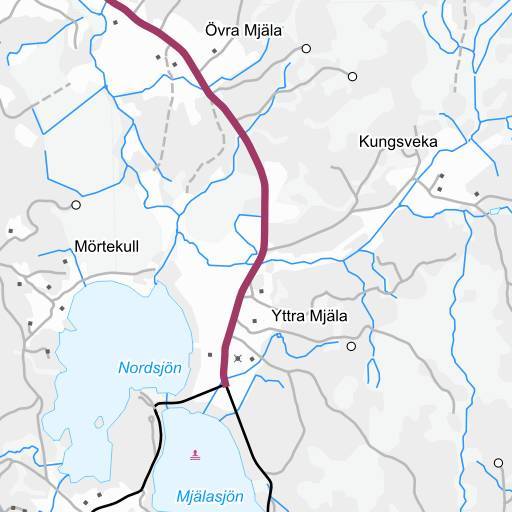 Övra Mjäla
Kungsveka
Mörtekull
Yttra Mjäla
Nordsjön
Mjälasjön